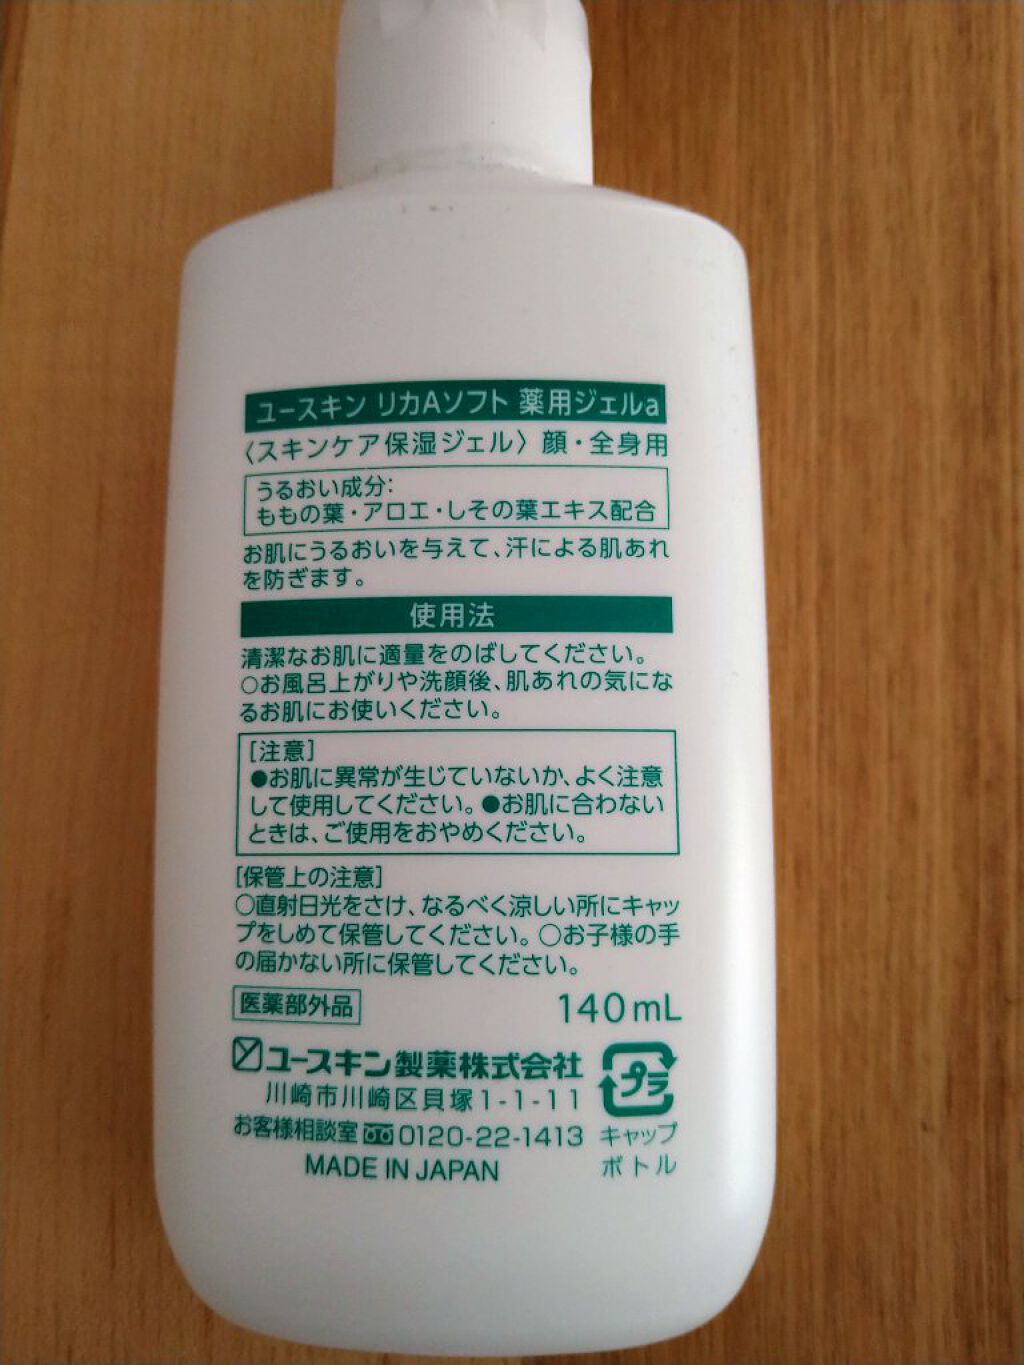 ユースキン リカAソフト 薬用ジェルa
〈スキンケア保湿ジェル〉顔・全身用
うるおい成分：
ももの葉・アロエ・しその葉エキス配合
お肌にうるおいを与えて、汗による肌あれ
を防ぎます。
使用法
清潔なお肌に適量をのばしてください。
○お風呂上がりや洗顔後、肌あれの気にな
るお肌にお使いください。
[注意]
●お肌に異常が生じていないか、よく注意
して使用してください。●お肌に合わない
ときは、ご使用をおやめください。
[保管上の注意]
○直射日光をさけ、なるべく涼しい所にキャッ
プをしめて保管してください。○お子様の手
の届かない所に保管してください。
医薬部外品 140mL
ユースキン製薬株式会社
川崎市川崎区貝塚1-1-11
お客様相談室 0120-22-1413
MADE IN JAPAN
プラ
キャップ
ボトル